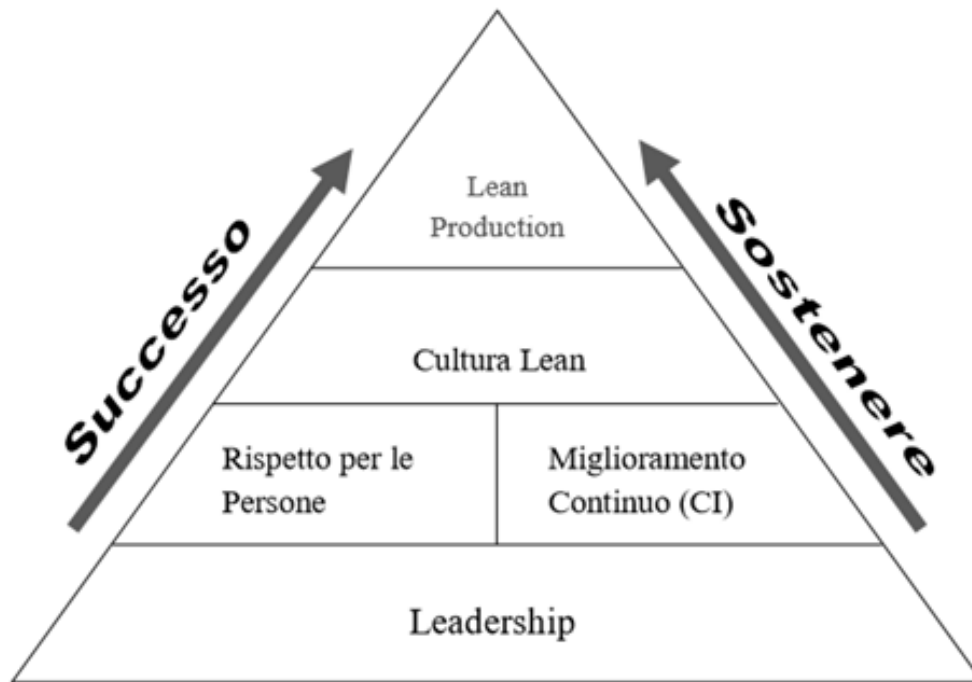 Lean
Production
Successo
Sostenere
Cultura Lean
Rispetto per le
Persone
Miglioramento
Continuo (CI)
Leadership